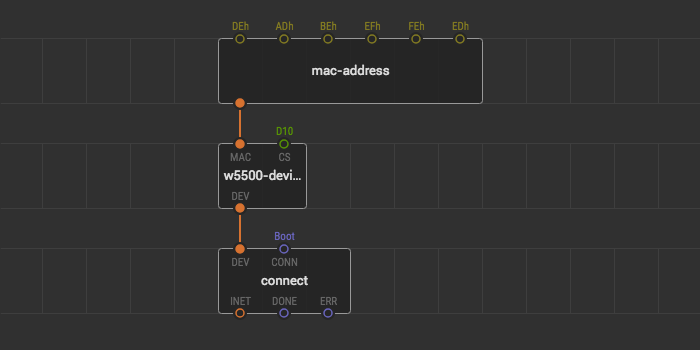 DEh ADh BEh EFh FEh EDh
mac-address
D10
MAC CS
w5500-devi...
DEV
Boot
DEV CONN
connect
INET DONE ERR